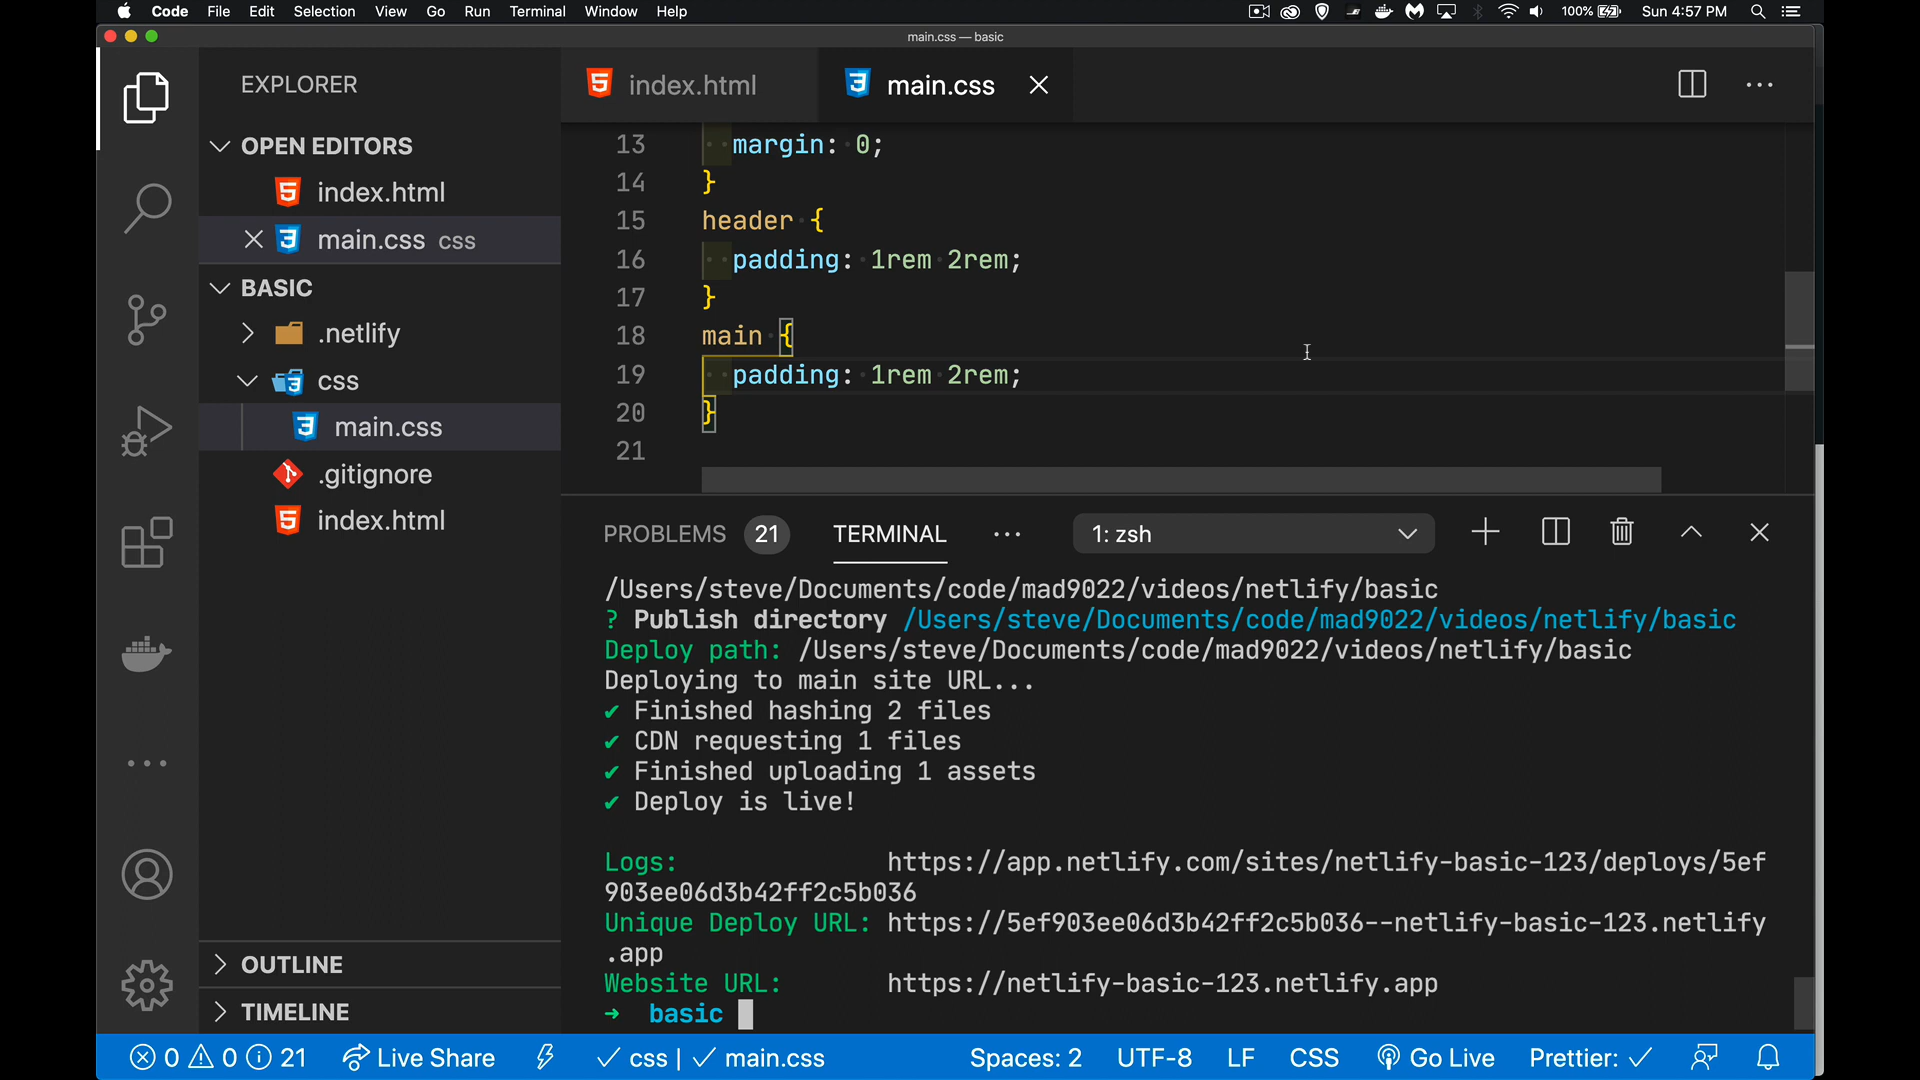 Code File Edit Selection View Go Run Terminal Window Help 100% Sun 4:57 PM
main.css — basic
EXPLORER
OPEN EDITORS
index.html
main.css css
BASIC
.netlify
css
main.css
.gitignore
index.html
OUTLINE
TIMELINE
index.html main.css
13 margin: 0;
14 }
15 header {
16 padding: 1rem 2rem;
17 }
18 main {
19 padding: 1rem 2rem;
20 }
21
PROBLEMS 21 TERMINAL 1: zsh
/Users/steve/Documents/code/mad9022/videos/netlify/basic
? Publish directory /Users/steve/Documents/code/mad9022/videos/netlify/basic
Deploy path: /Users/steve/Documents/code/mad9022/videos/netlify/basic
Deploying to main site URL...
✔ Finished hashing 2 files
✔ CDN requesting 1 files
✔ Finished uploading 1 assets
✔ Deploy is live!
Logs: https://app.netlify.com/sites/netlify-basic-123/deploys/5ef
903ee06d3b42ff2c5b036
Unique Deploy URL: https://5ef903ee06d3b42ff2c5b036--netlify-basic-123.netlify
.app
Website URL: https://netlify-basic-123.netlify.app
➜ basic
0 0 21 Live Share ✓ css | ✓ main.css Spaces: 2 UTF-8 LF CSS Go Live Prettier: ✓